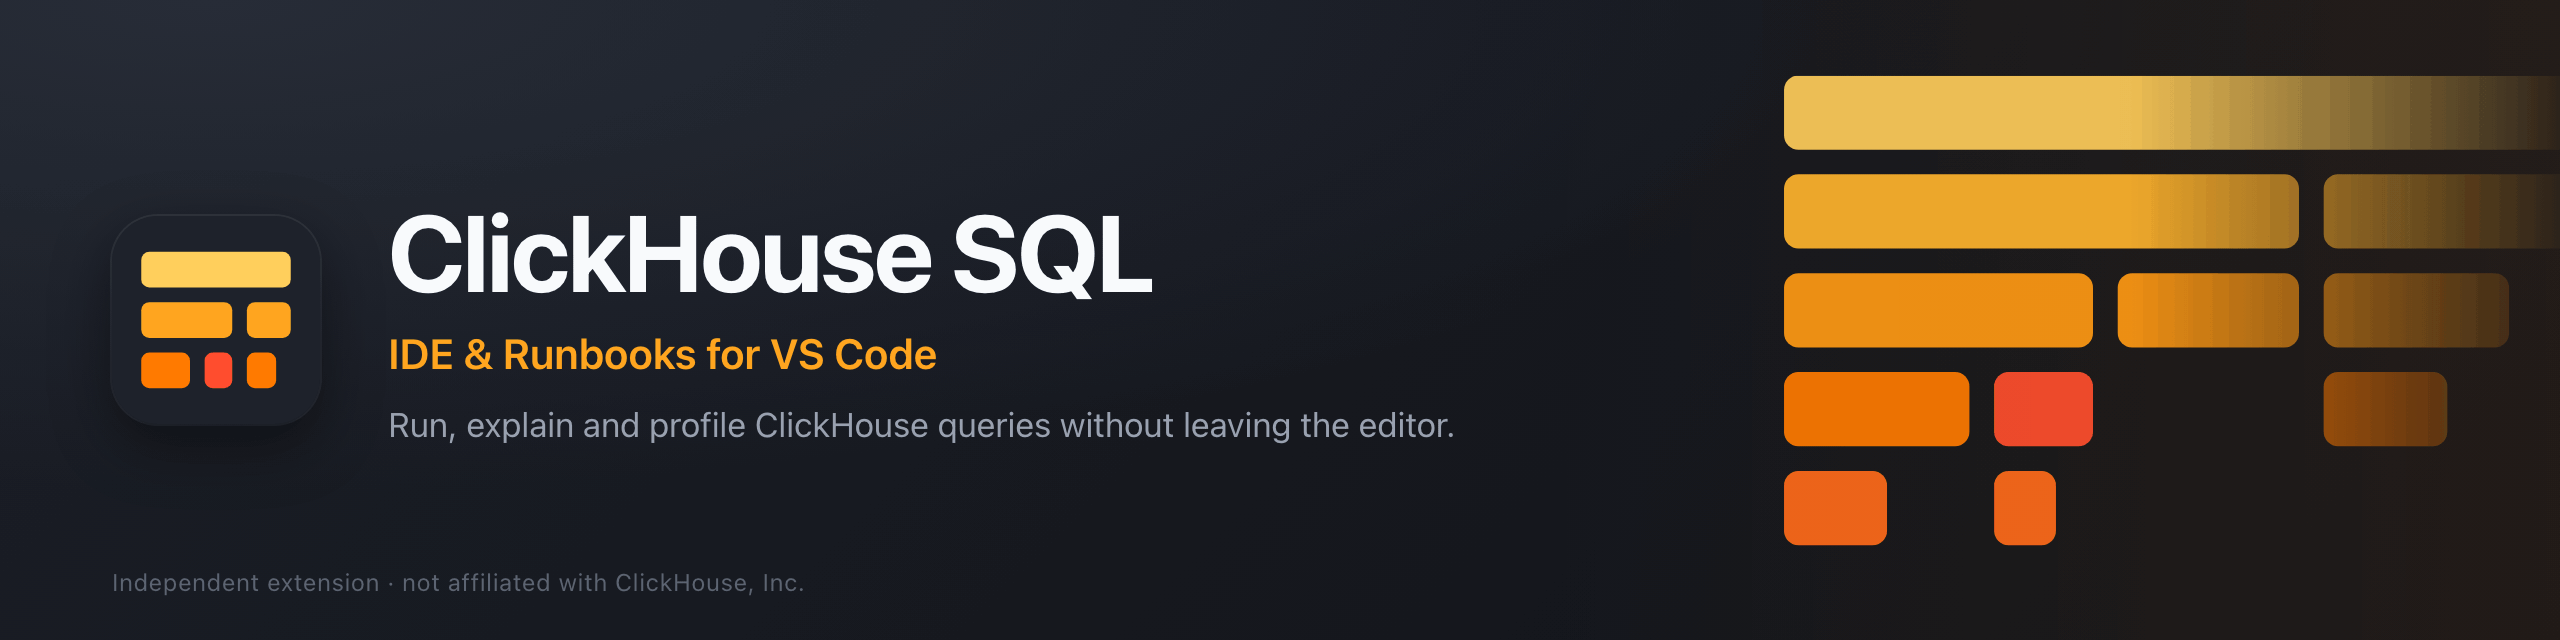 ClickHouse SQL
IDE & Runbooks for VS Code
Run, explain and profile ClickHouse queries without leaving the editor.
Independent extension · not affiliated with ClickHouse, Inc.